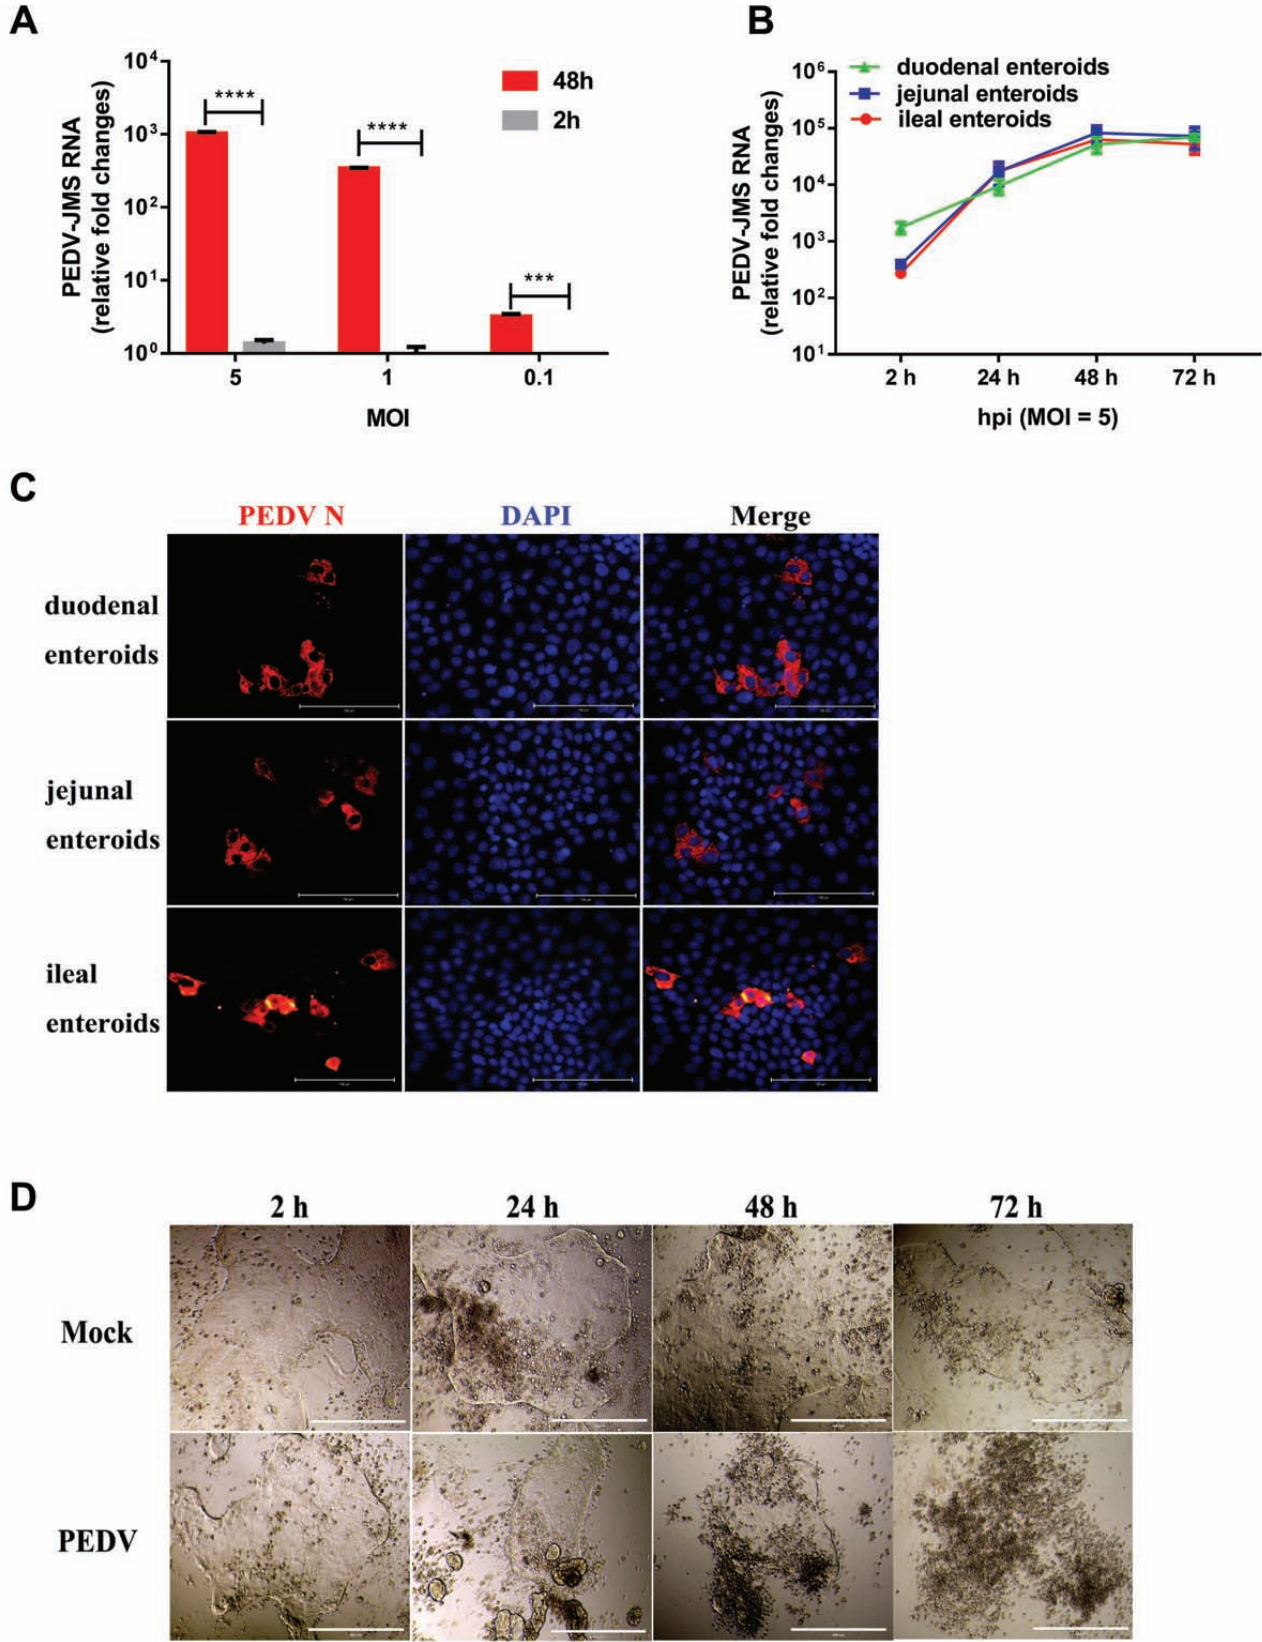 A
PEDV-JMS RNA
(relative fold changes)
10⁴
10³
10²
10¹
10⁰
****
****
***
48h
2h
5
1
0.1
MOI
B
PEDV-JMS RNA
(relative fold changes)
10⁶
10⁵
10⁴
10³
10²
10¹
duodenal enteroids
jejunal enteroids
ileal enteroids
2 h
24 h
48 h
72 h
hpi (MOI = 5)
C
PEDV N
DAPI
Merge
duodenal
enteroids
jejunal
enteroids
ileal
enteroids
D
2 h
24 h
48 h
72 h
Mock
PEDV